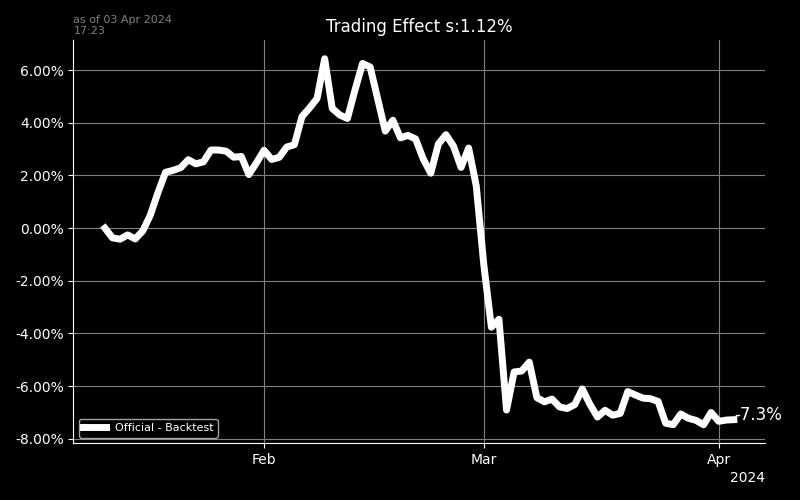 as of 03 Apr 2024
17:23
Trading Effect s:1.12%
6.00%
4.00%
2.00%
0.00%
-2.00%
-4.00%
-6.00%
-8.00%
-7.3%
Official - Backtest
Feb
Mar
Apr
2024